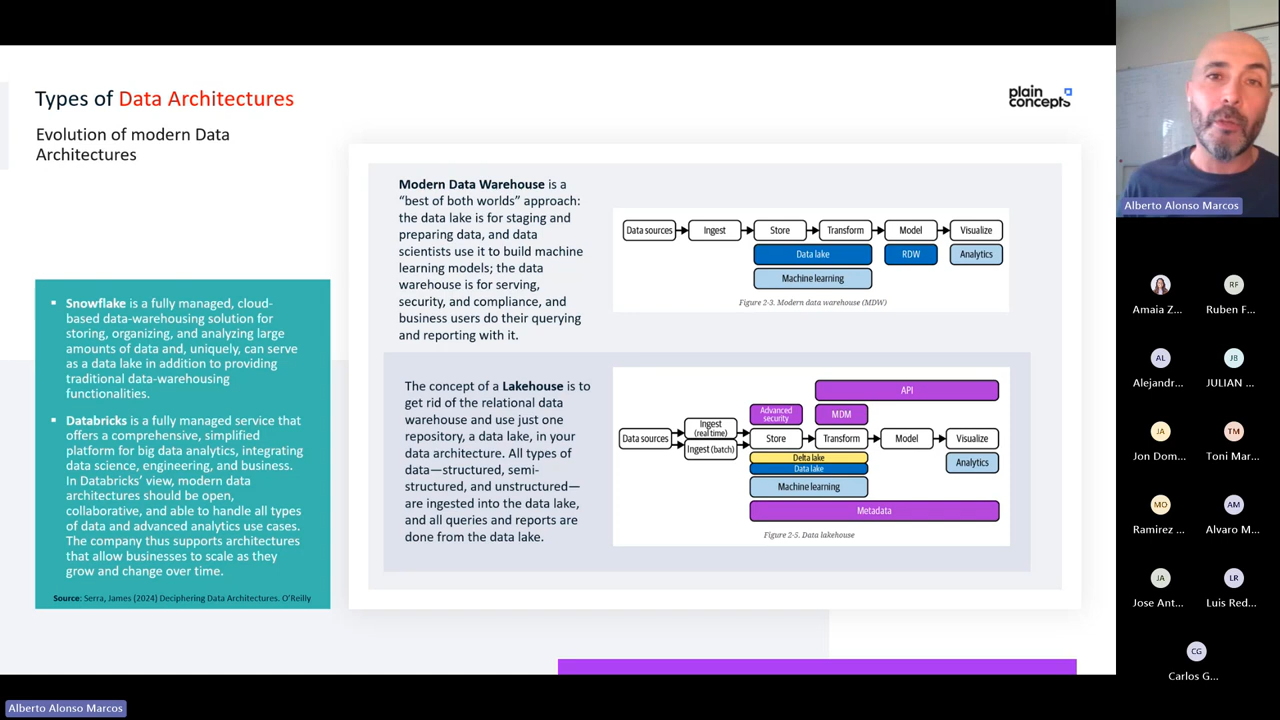 Types of Data Architectures
Evolution of modern Data
Architectures
plain
concepts
Snowflake is a fully managed, cloud-
based data-warehousing solution for
storing, organizing, and analyzing large
amounts of data and, uniquely, can serve
as a data lake in addition to providing
traditional data-warehousing
functionalities.
Databricks is a fully managed service that
offers a comprehensive, simplified
platform for big data analytics, integrating
data science, engineering, and business.
In Databricks' view, modern data
architectures should be open,
collaborative, and able to handle all types
of data and advanced analytics use cases.
The company thus supports architectures
that allow businesses to scale as they
grow and change over time.
Source: Serra, James (2024) Deciphering Data Architectures. O'Reilly
Modern Data Warehouse is a
“best of both worlds” approach:
the data lake is for staging and
preparing data, and data
scientists use it to build machine
learning models; the data
warehouse is for serving,
security, and compliance, and
business users do their querying
and reporting with it.
Data sources
Ingest
Store
Transform
Model
Visualize
Data lake
RDW
Analytics
Machine learning
Figure 2-3. Modern data warehouse (MDW)
The concept of a Lakehouse is to
get rid of the relational data
warehouse and use just one
repository, a data lake, in your
data architecture. All types of
data—structured, semi-
structured, and unstructured—
are ingested into the data lake,
and all queries and reports are
done from the data lake.
API
Advanced
security
MDM
Data sources
Ingest
(real time)
Ingest (batch)
Store
Transform
Model
Visualize
Delta lake
Data lake
Analytics
Machine learning
Metadata
Figure 2-5. Data lakehouse
Alberto Alonso Marcos
Amaia Z...
RF
Ruben F...
AL
Alejandr...
JB
JULIAN ...
JA
Jon Dom...
TM
Toni Mar...
MO
Ramirez ...
AM
Alvaro M...
JA
Jose Ant...
LR
Luis Red...
CG
Carlos G...
Alberto Alonso Marcos